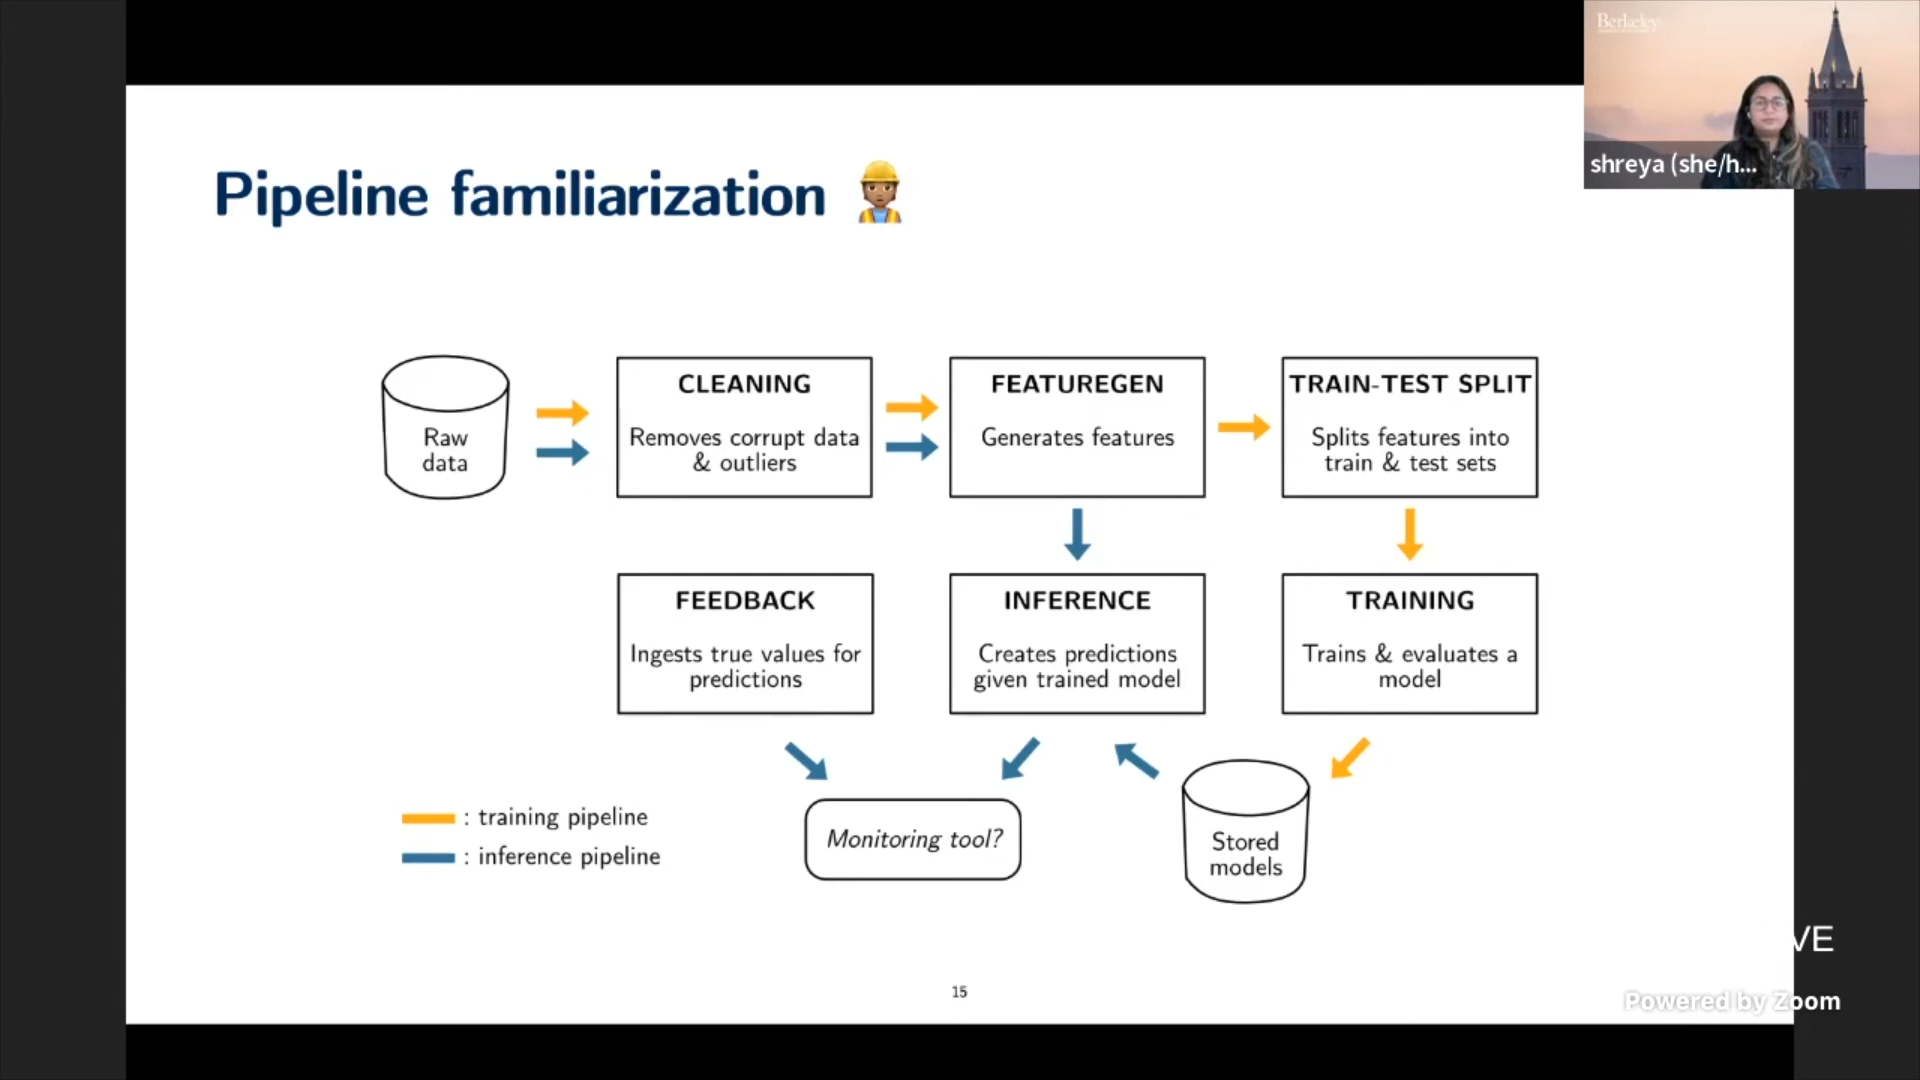 Berkeley
shreya (she/h...
Pipeline familiarization
Raw
data
CLEANING
Removes corrupt data
& outliers
FEATUREGEN
Generates features
TRAIN-TEST SPLIT
Splits features into
train & test sets
FEEDBACK
Ingests true values for
predictions
INFERENCE
Creates predictions
given trained model
TRAINING
Trains & evaluates a
model
: training pipeline
: inference pipeline
Monitoring tool?
Stored
models
VE
15
Powered by Zoom